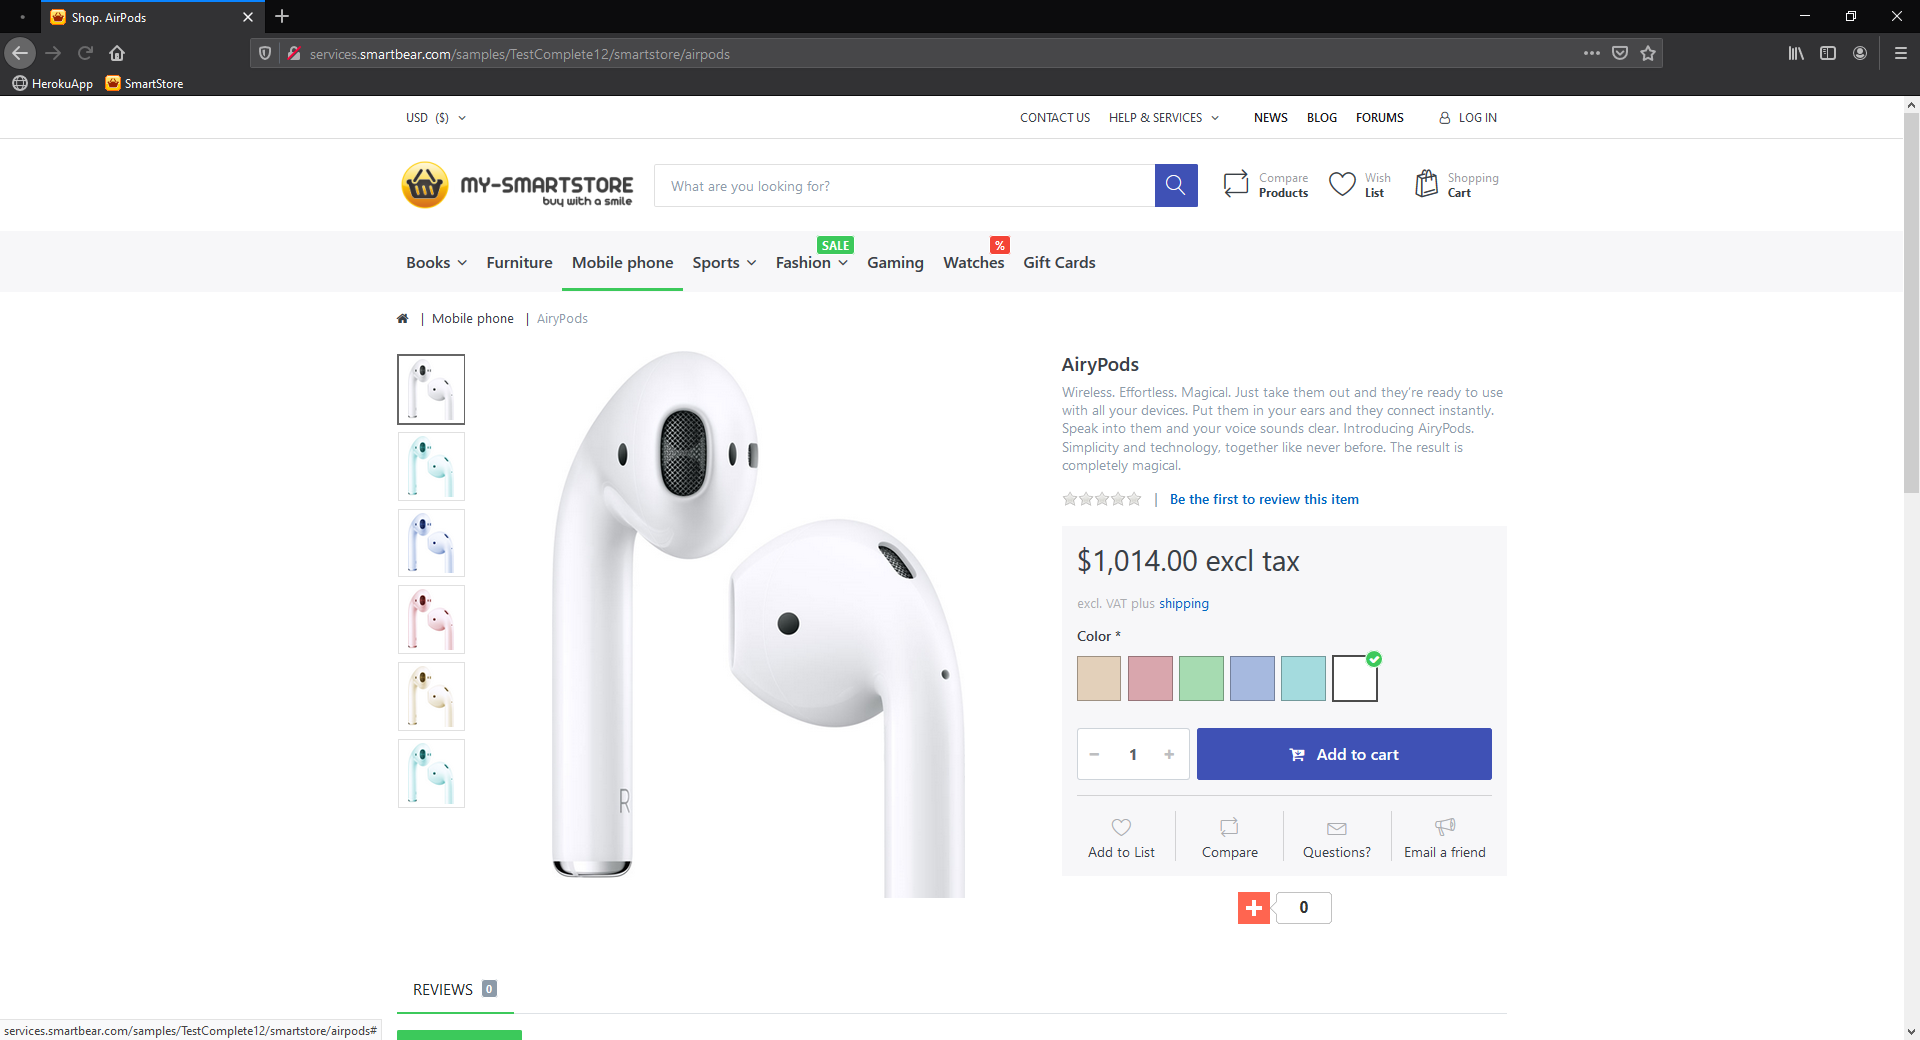 Shop. AirPods
services.smartbear.com/samples/TestComplete12/smartstore/airpods
HerokuApp SmartStore
USD ($) CONTACT US HELP & SERVICES NEWS BLOG FORUMS LOG IN
MY-SMARTSTORE
buy with a smile
What are you looking for?
Compare
Products
Wish
List
Shopping
Cart
SALE %
Books Furniture Mobile phone Sports Fashion Gaming Watches Gift Cards
| Mobile phone | AiryPods
AiryPods
Wireless. Effortless. Magical. Just take them out and they're ready to use
with all your devices. Put them in your ears and they connect instantly.
Speak into them and your voice sounds clear. Introducing AiryPods.
Simplicity and technology, together like never before. The result is
completely magical.
| Be the first to review this item
$1,014.00 excl tax
excl. VAT plus shipping
Color *
− 1 + Add to cart
Add to List Compare Questions? Email a friend
R
0
REVIEWS 0
services.smartbear.com/samples/TestComplete12/smartstore/airpods#